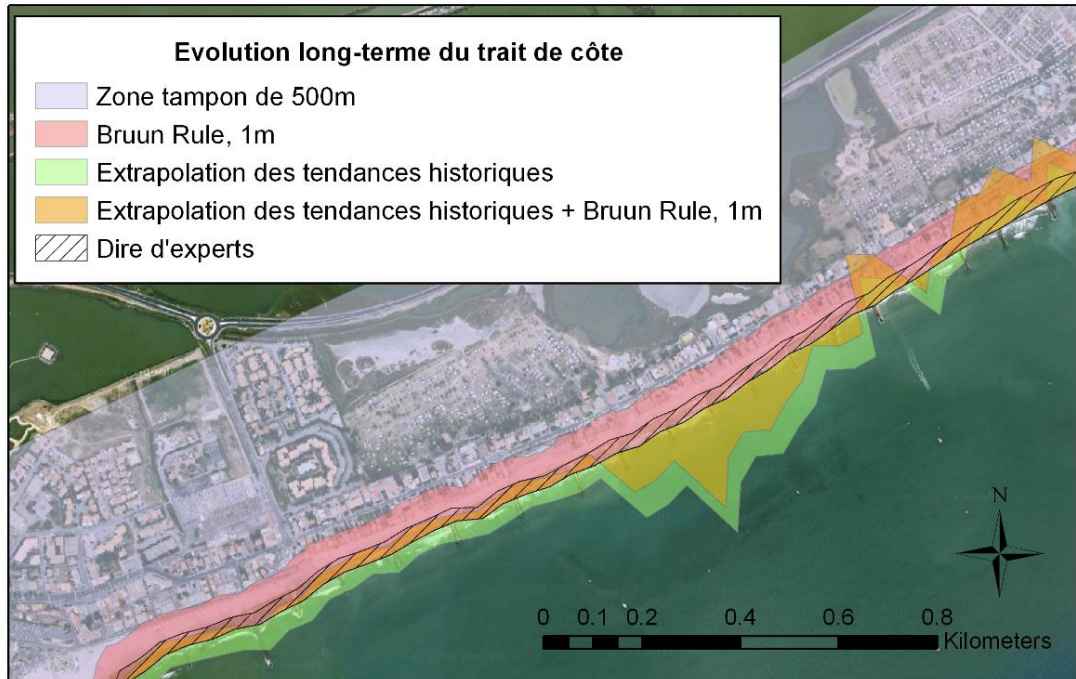 Evolution long-terme du trait de côte
Zone tampon de 500m
Bruun Rule, 1m
Extrapolation des tendances historiques
Extrapolation des tendances historiques + Bruun Rule, 1m
Dire d'experts
N
0 0.1 0.2 0.4 0.6 0.8
Kilometers